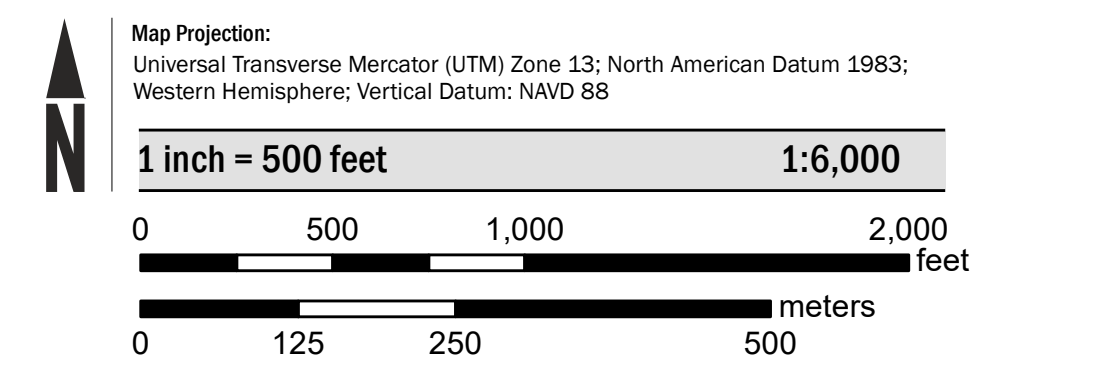 Map Projection:
Universal Transverse Mercator (UTM) Zone 13; North American Datum 1983;
Western Hemisphere; Vertical Datum: NAVD 88
N
1 inch = 500 feet 1:6,000
0 500 1,000 2,000
feet
meters
0 125 250 500